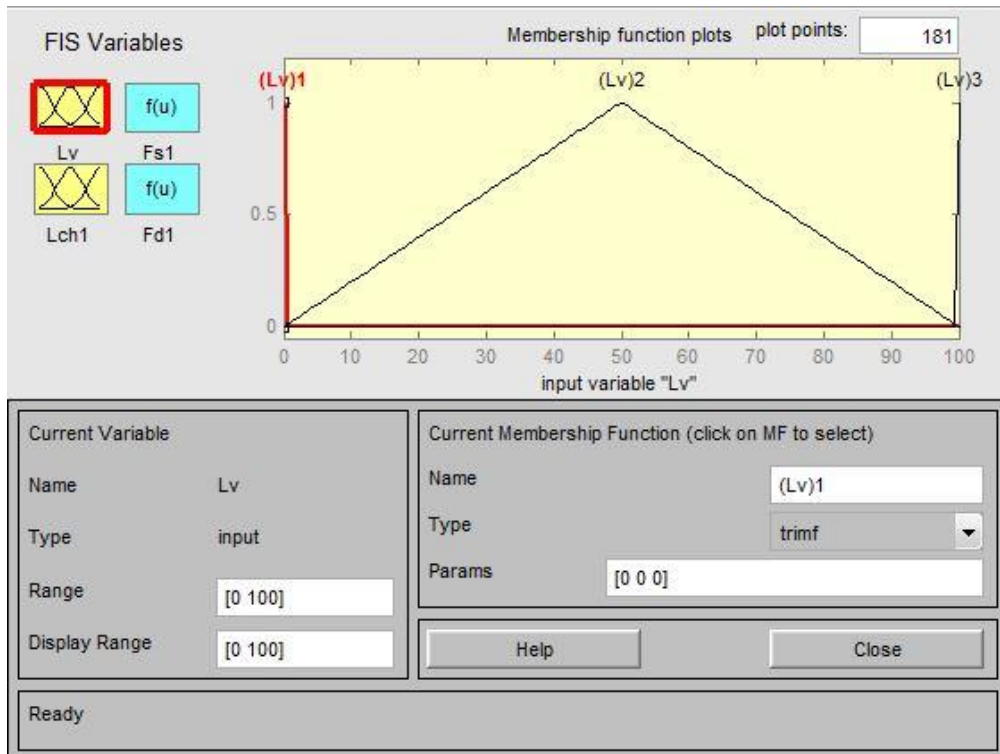 FIS Variables
Membership function plots
plot points:
181
f(u)
Lv
Fs1
f(u)
Lch1
Fd1
(Lv)1
(Lv)2
(Lv)3
1
0.5
0
0 10 20 30 40 50 60 70 80 90 100
input variable "Lv"
Current Variable
Name Lv
Type input
Range [0 100]
Display Range [0 100]
Current Membership Function (click on MF to select)
Name (Lv)1
Type trimf
Params [0 0 0]
Help
Close
Ready